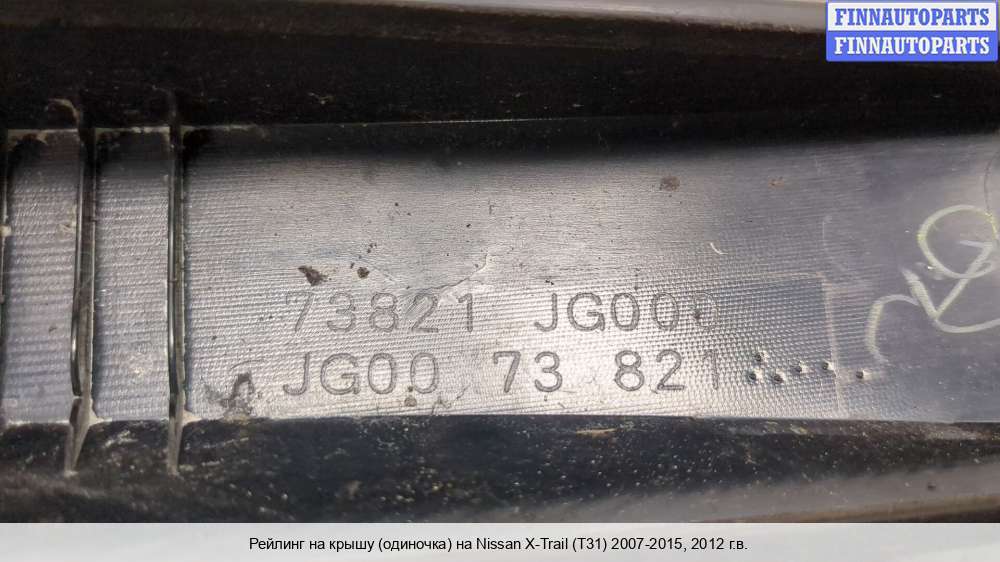 FINNAUTOPARTS
FINNAUTOPARTS
73821 JG000
JG00 73 821
Рейлинг на крышу (одиночка) на Nissan X-Trail (T31) 2007-2015, 2012 г.в.